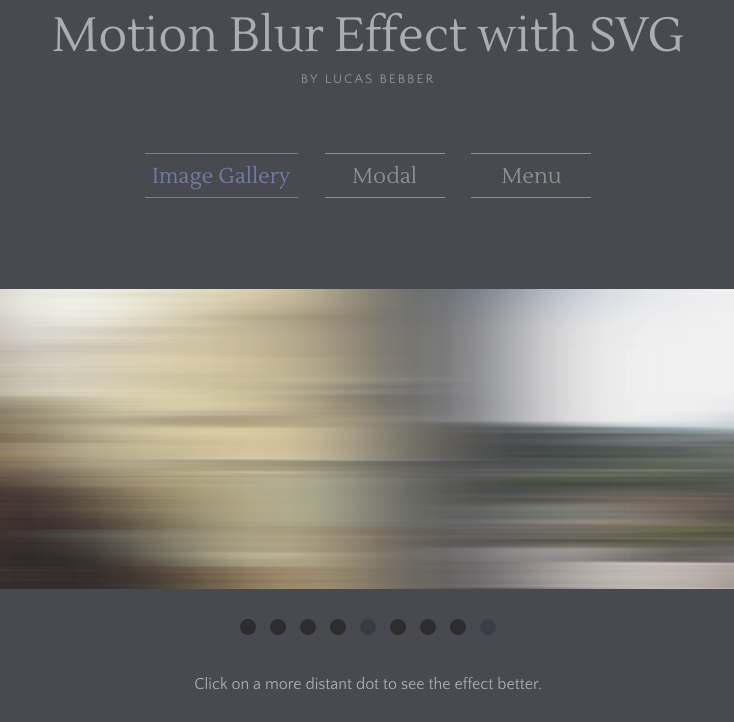 Motion Blur Effect with SVG
BY LUCAS BEBBER
Image Gallery
Modal
Menu
Click on a more distant dot to see the effect better.